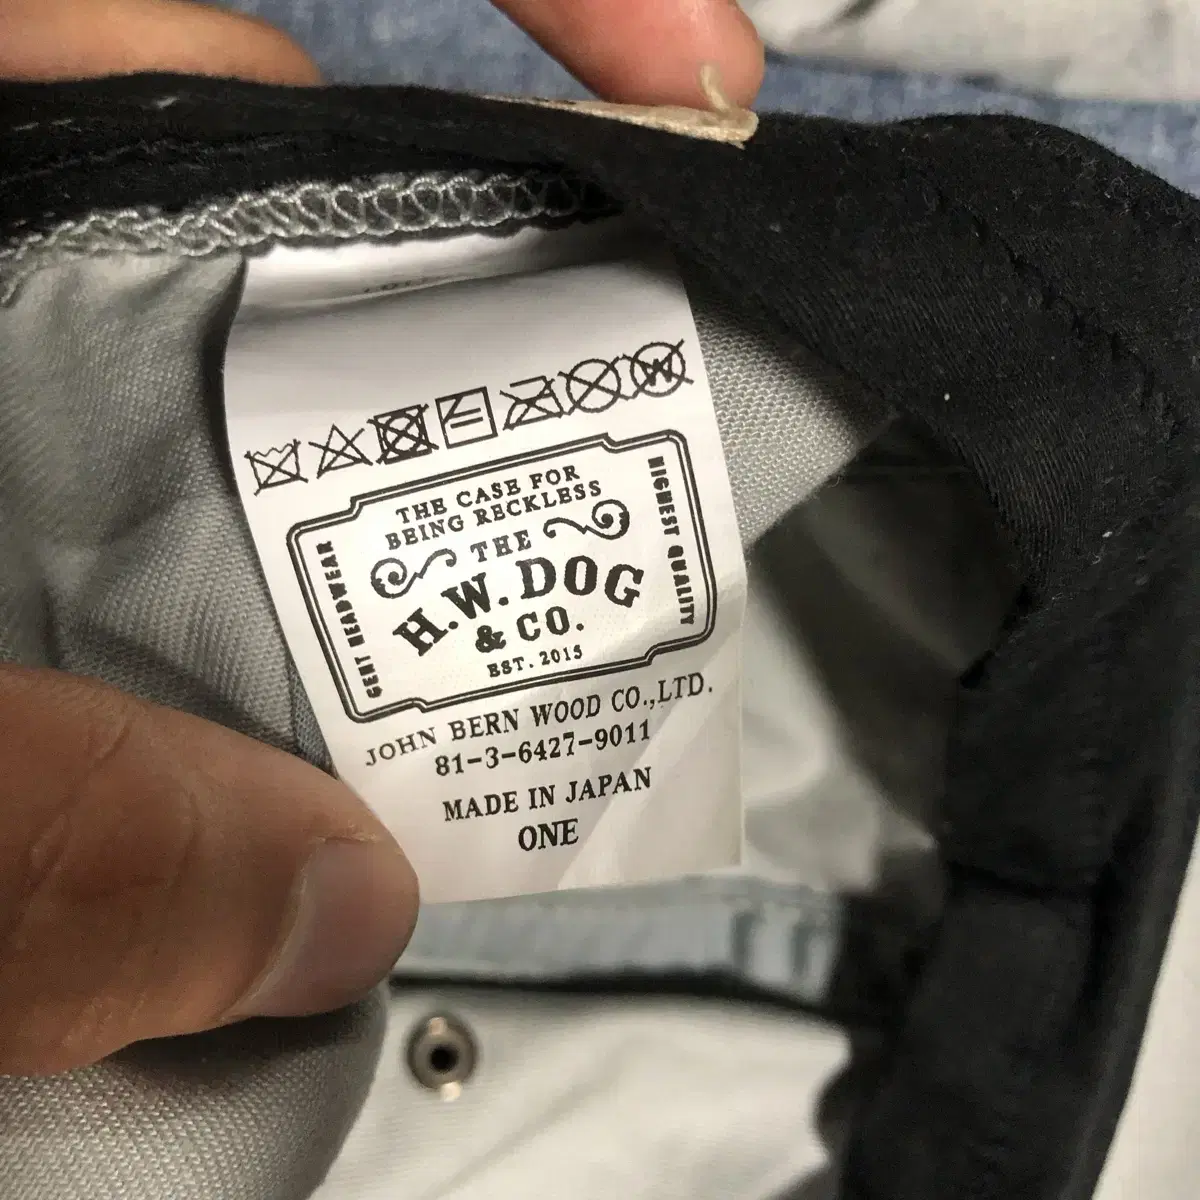 THE CASE FOR
BEING RECKLESS
THE
H.W. DOG
& CO.
EST. 2015
GENT HEADWEAR
HIGHEST QUALITY
JOHN BERN WOOD CO.,LTD.
81-3-6427-9011
MADE IN JAPAN
ONE